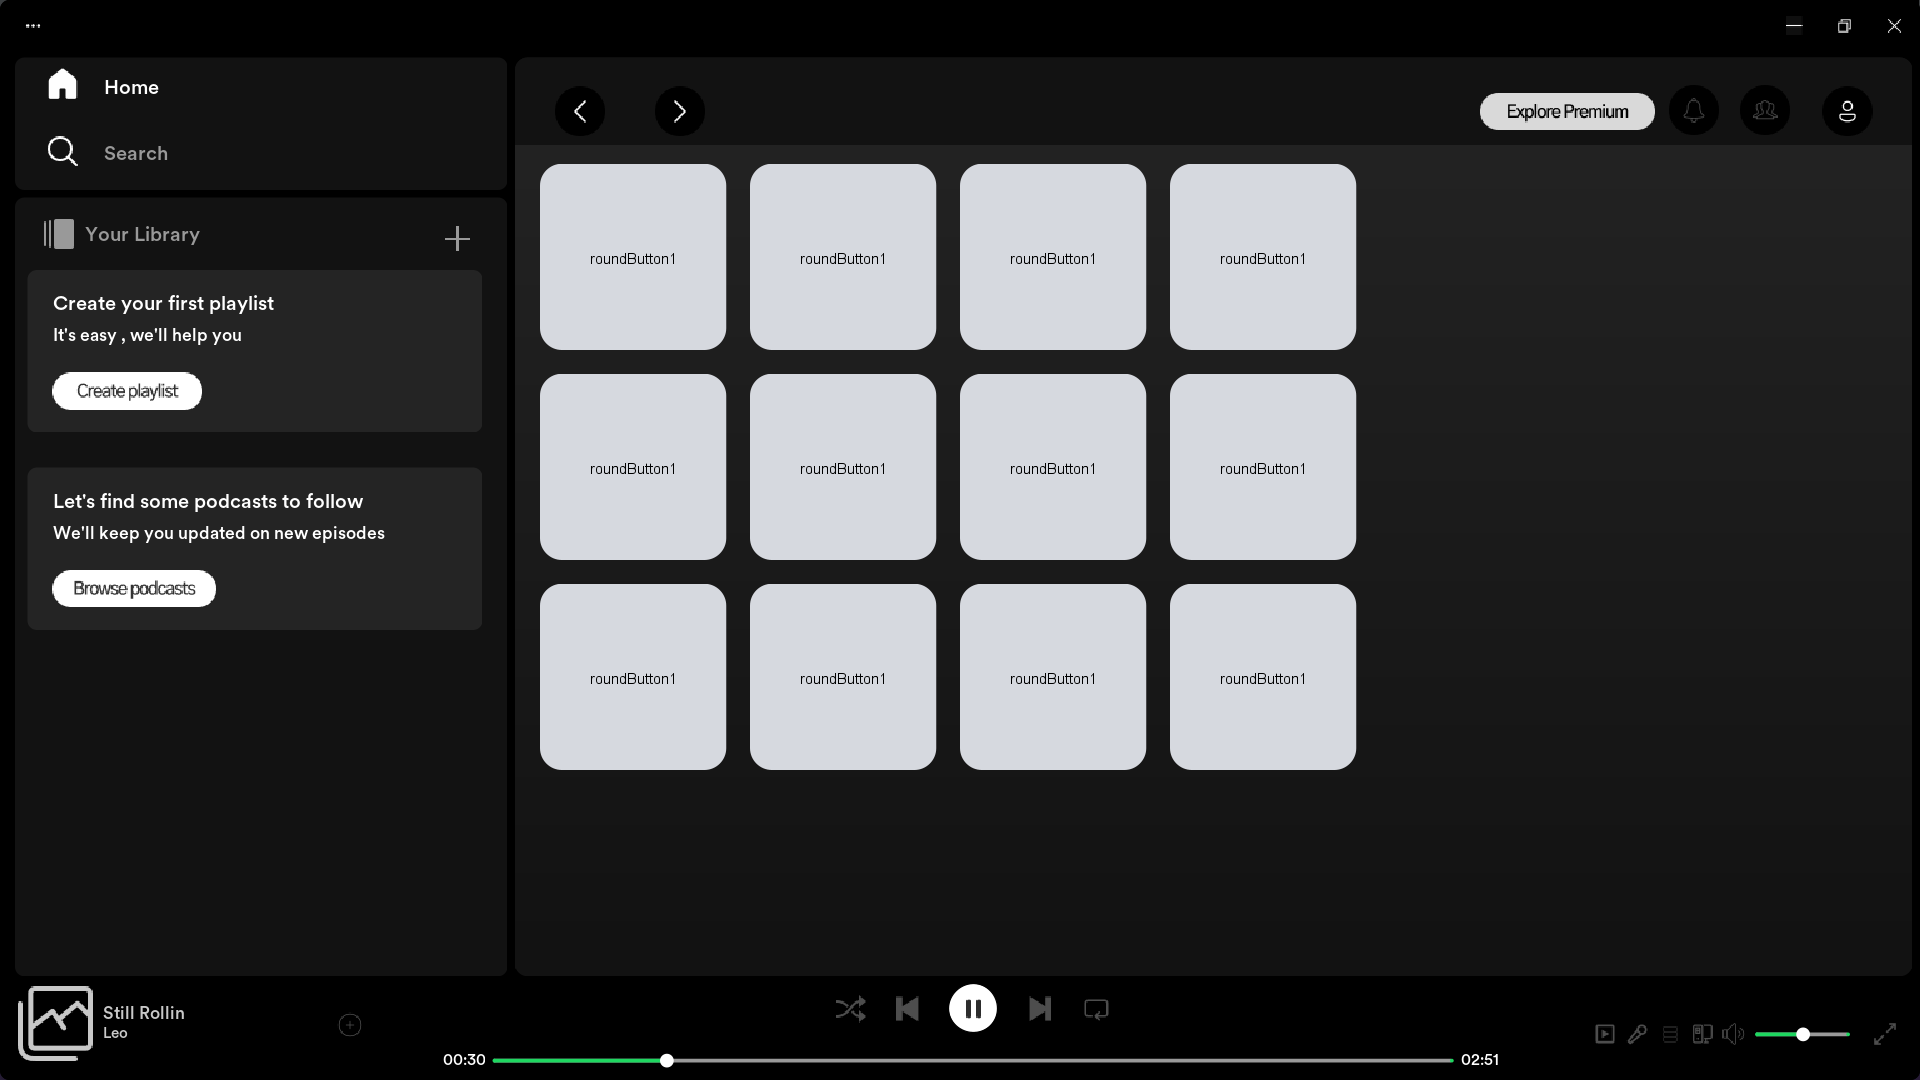 Home
Search
Your Library
Create your first playlist
It's easy , we'll help you
Create playlist
Let's find some podcasts to follow
We'll keep you updated on new episodes
Browse podcasts
Explore Premium
roundButton1 roundButton1 roundButton1 roundButton1
roundButton1 roundButton1 roundButton1 roundButton1
roundButton1 roundButton1 roundButton1 roundButton1
Still Rollin
Leo
00:30 02:51